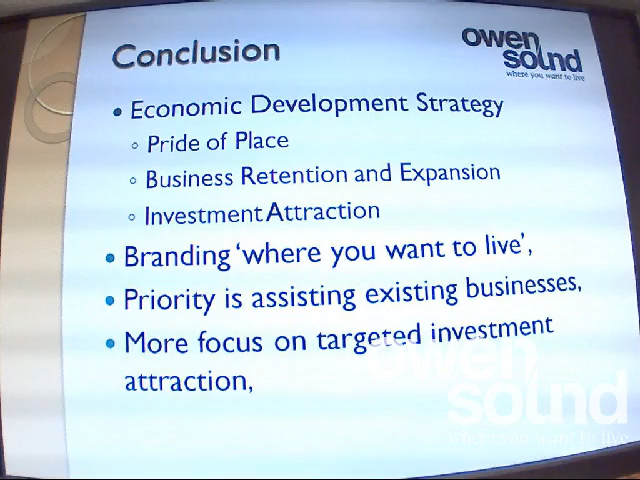 Conclusion
owen
sound
where you want to live
• Economic Development Strategy
◦ Pride of Place
◦ Business Retention and Expansion
◦ Investment Attraction
• Branding ‘where you want to live’,
• Priority is assisting existing businesses,
• More focus on targeted investment
attraction,
owen
sound
where you want to live